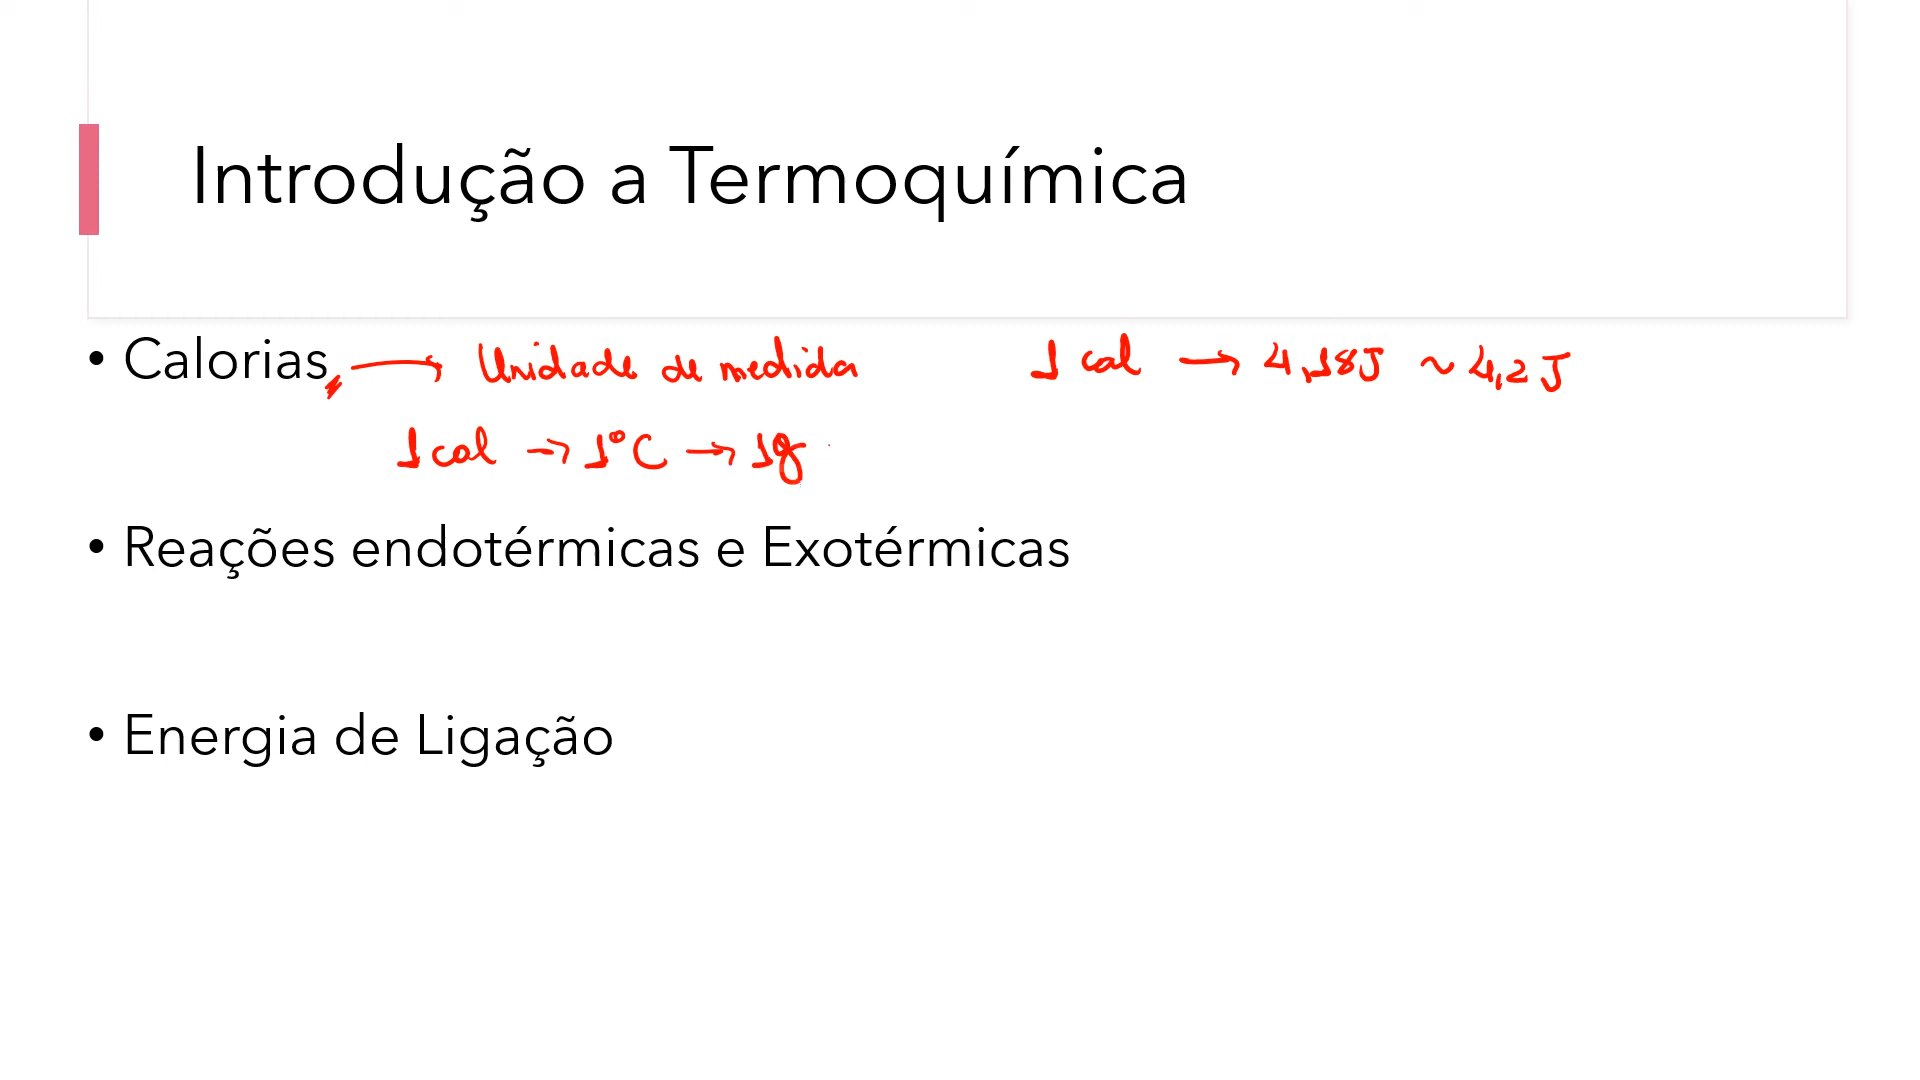 Introdução a Termoquímica
• Calorias → Unidade de medida 1 cal → 4,18J ~ 4,2 J
1 cal → 1°C → 1g
• Reações endotérmicas e Exotérmicas
• Energia de Ligação